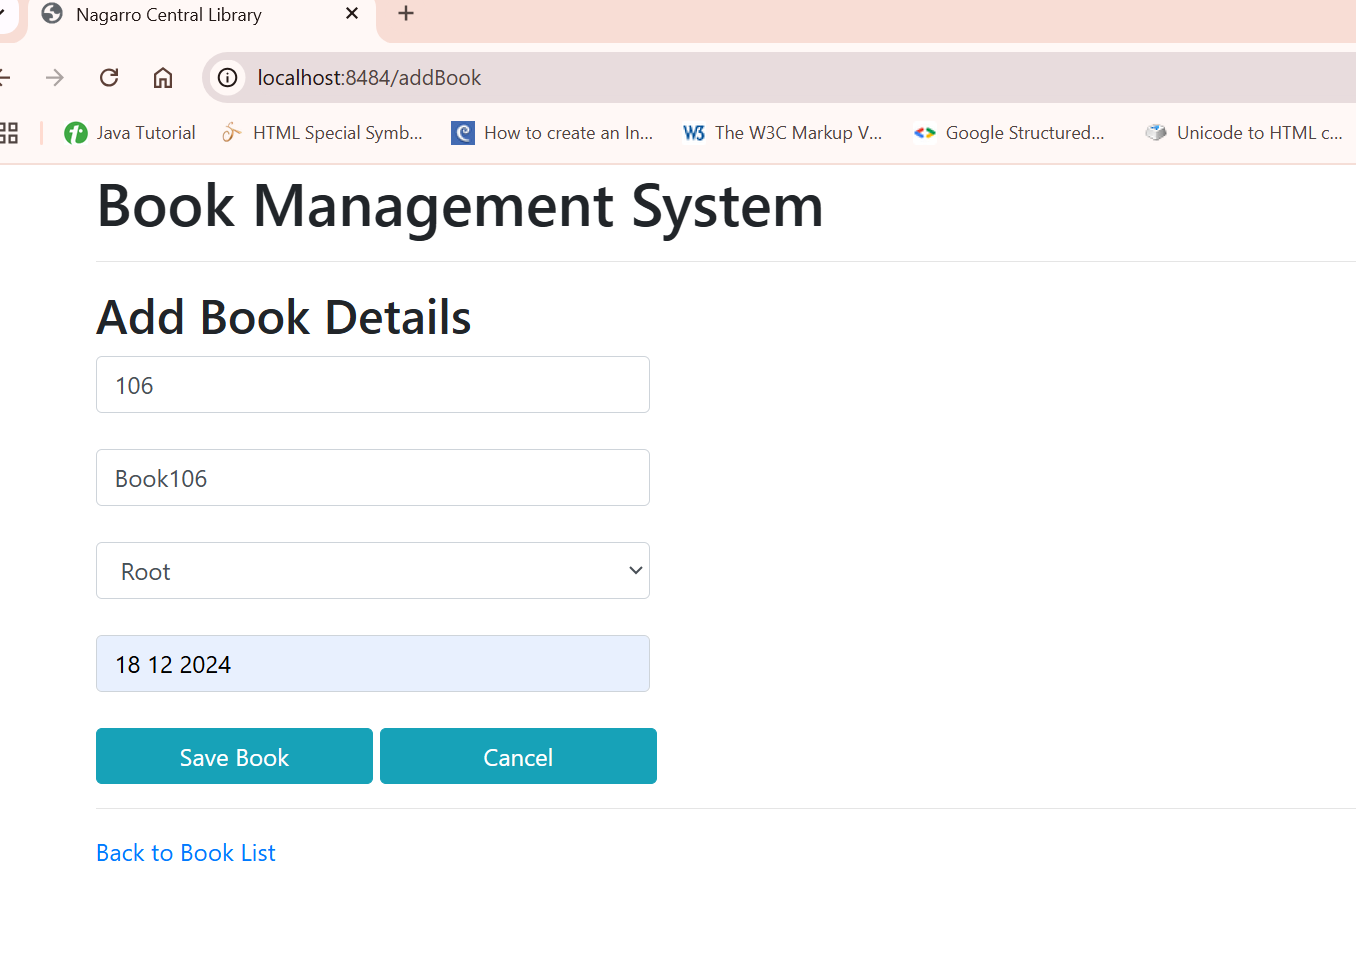 Nagarro Central Library
localhost:8484/addBook
Java Tutorial HTML Special Symb... How to create an In... The W3C Markup V... Google Structured... Unicode to HTML c...
Book Management System
Add Book Details
106
Book106
Root
18 12 2024
Save Book Cancel
Back to Book List